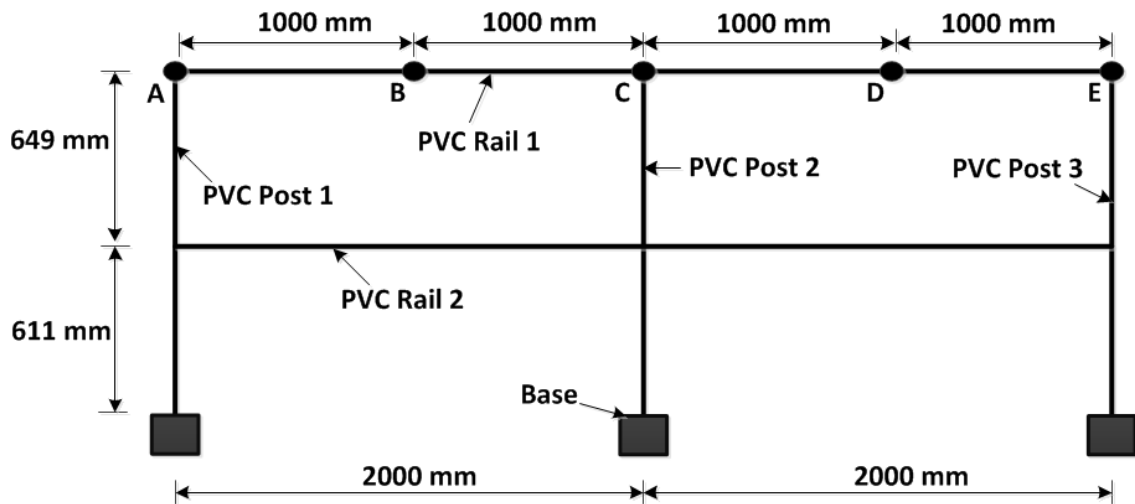 1000 mm
1000 mm
1000 mm
1000 mm
A
B
C
D
E
PVC Rail 1
649 mm
PVC Post 1
PVC Post 2
PVC Post 3
PVC Rail 2
611 mm
Base
2000 mm
2000 mm